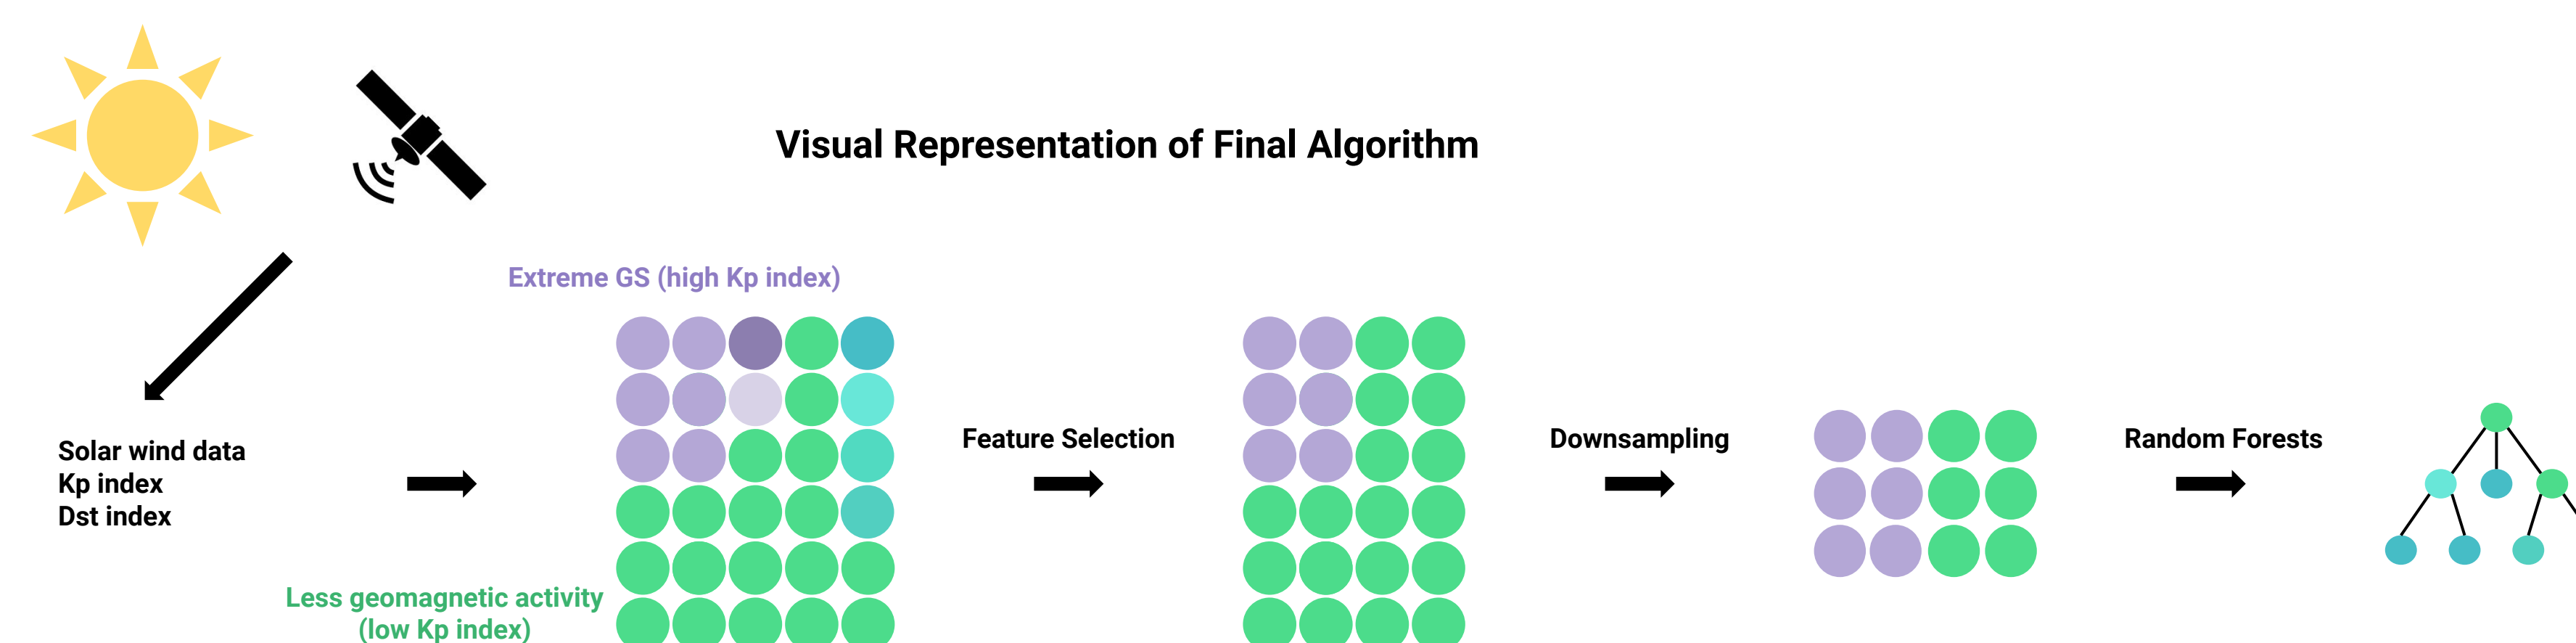 Visual Representation of Final Algorithm
Extreme GS (high Kp index)
Solar wind data
Kp index
Dst index
Less geomagnetic activity
(low Kp index)
Feature Selection
Downsampling
Random Forests